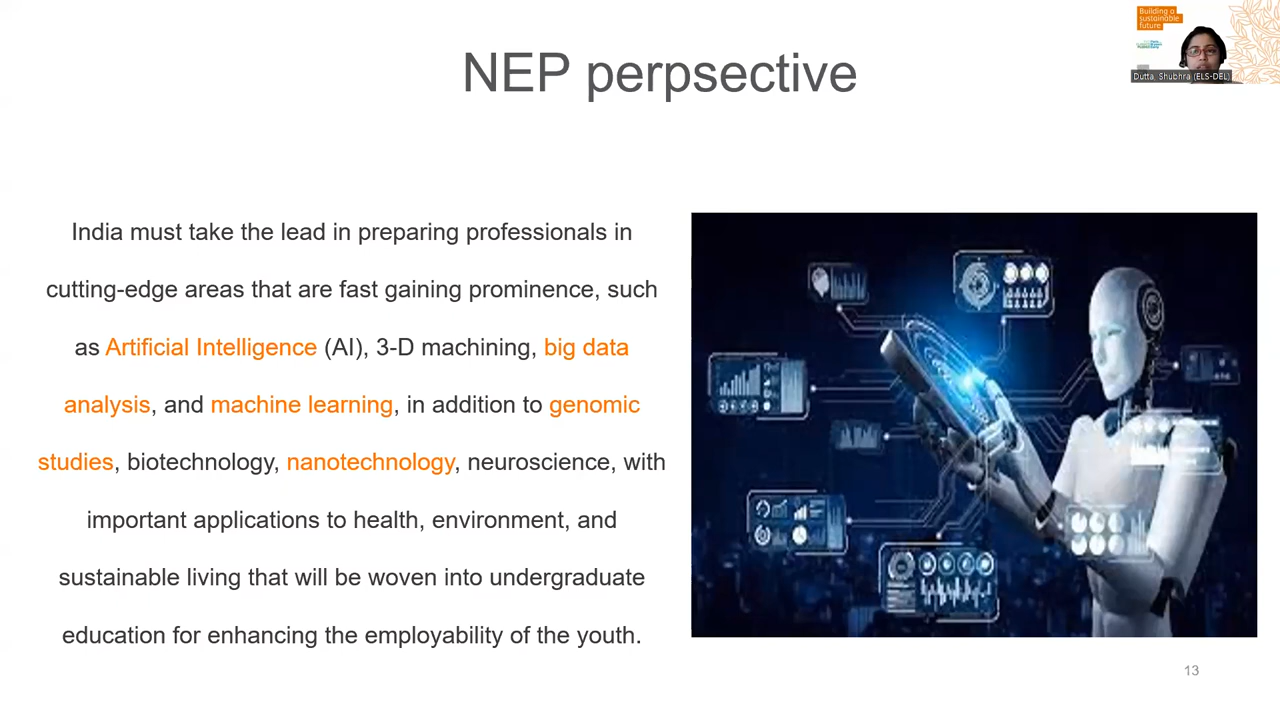 NEP perpsective
Building a
sustainable
future
Dutta, Shubhra (ELS-DEL)
India must take the lead in preparing professionals in
cutting-edge areas that are fast gaining prominence, such
as Artificial Intelligence (AI), 3-D machining, big data
analysis, and machine learning, in addition to genomic
studies, biotechnology, nanotechnology, neuroscience, with
important applications to health, environment, and
sustainable living that will be woven into undergraduate
education for enhancing the employability of the youth.
13